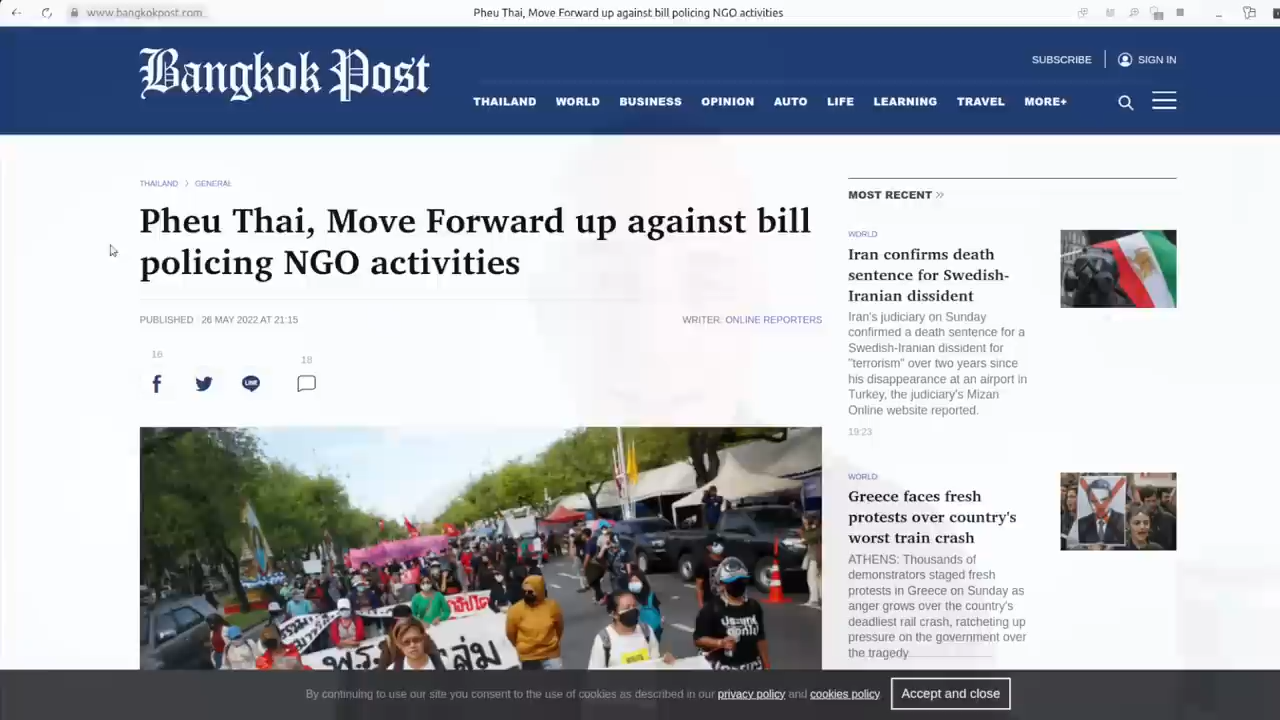 www.bangkokpost.com
Pheu Thai, Move Forward up against bill policing NGO activities
Bangkok Post
SUBSCRIBE
SIGN IN
THAILAND WORLD BUSINESS OPINION AUTO LIFE LEARNING TRAVEL MORE+
THAILAND > GENERAL
Pheu Thai, Move Forward up against bill
policing NGO activities
PUBLISHED 26 MAY 2022 AT 21:15
WRITER: ONLINE REPORTERS
16
18
LINE
MOST RECENT »
WORLD
Iran confirms death
sentence for Swedish-
Iranian dissident
Iran's judiciary on Sunday
confirmed a death sentence for a
Swedish-Iranian dissident for
"terrorism" over two years since
his disappearance at an airport in
Turkey, the judiciary's Mizan
Online website reported.
19:23
WORLD
Greece faces fresh
protests over country's
worst train crash
ATHENS: Thousands of
demonstrators staged fresh
protests in Greece on Sunday as
anger grows over the country's
deadliest rail crash, ratcheting up
pressure on the government over
the tragedy
By continuing to use our site you consent to the use of cookies as described in our privacy policy and cookies policy
Accept and close